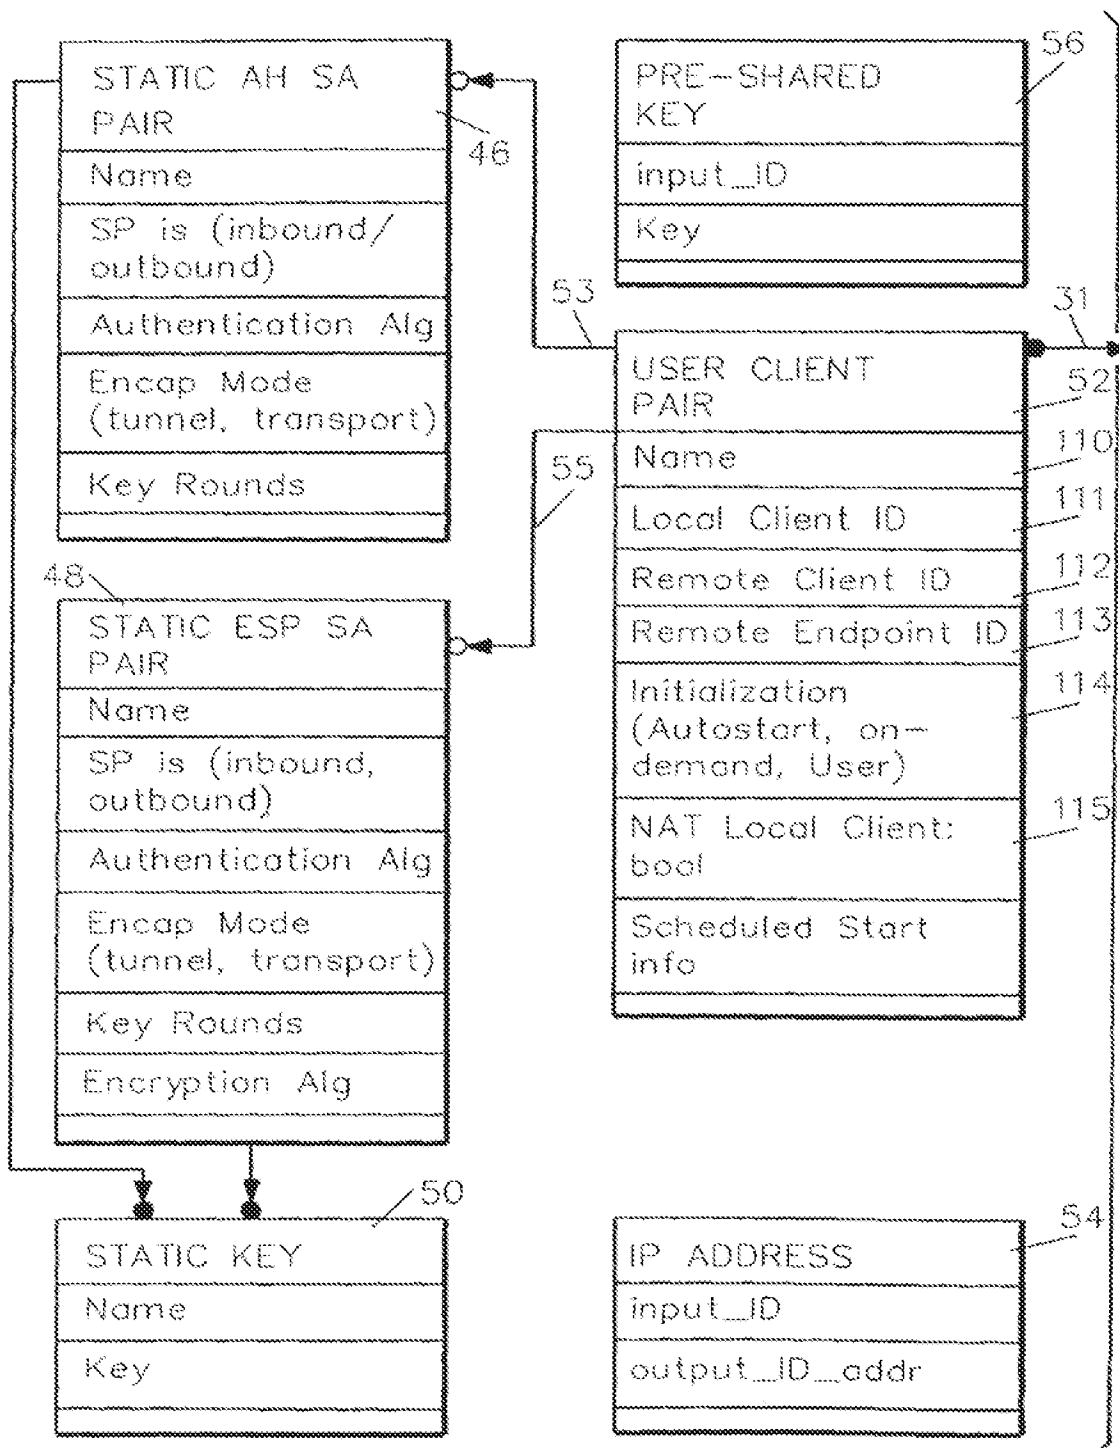 STATIC AH SA
PAIR
46
Name
SP is (inbound/
outbound)
Authentication Alg
Encap Mode
(tunnel, transport)
Key Rounds
48
STATIC ESP SA
PAIR
Name
SP is (inbound,
outbound)
Authentication Alg
Encap Mode
(tunnel, transport)
Key Rounds
Encryption Alg
50
STATIC KEY
Name
Key
56
PRE-SHARED
KEY
input_ID
Key
53
31
55
USER CLIENT
PAIR
52
Name
110
Local Client ID
111
Remote Client ID
112
Remote Endpoint ID
113
Initialization
(Autostart, on-
demand, User)
114
NAT Local Client:
bool
115
Scheduled Start
info
54
IP ADDRESS
input_ID
output_ID_addr